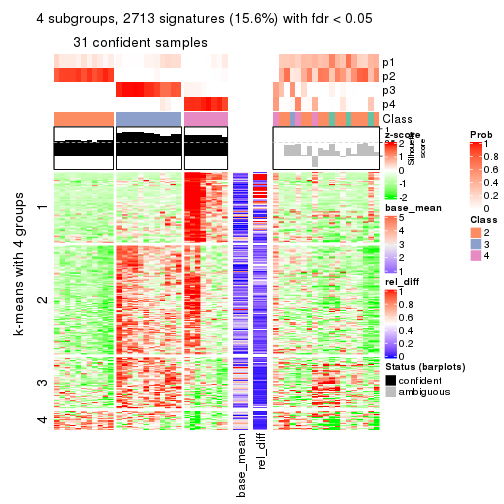 4 subgroups, 2713 signatures (15.6%) with fdr < 0.05
31 confident samples
p1
p2
p3
p4
Class
1
Silhouette
score
k-means with 4 groups
1
2
3
4
base_mean
rel_diff
z-score
2
1
0
-1
-2
base_mean
5
4
3
2
1
rel_diff
1
0.8
0.6
0.4
0.2
0
Status (barplots)
confident
ambiguous
Prob
1
0.8
0.6
0.4
0.2
0
Class
2
3
4